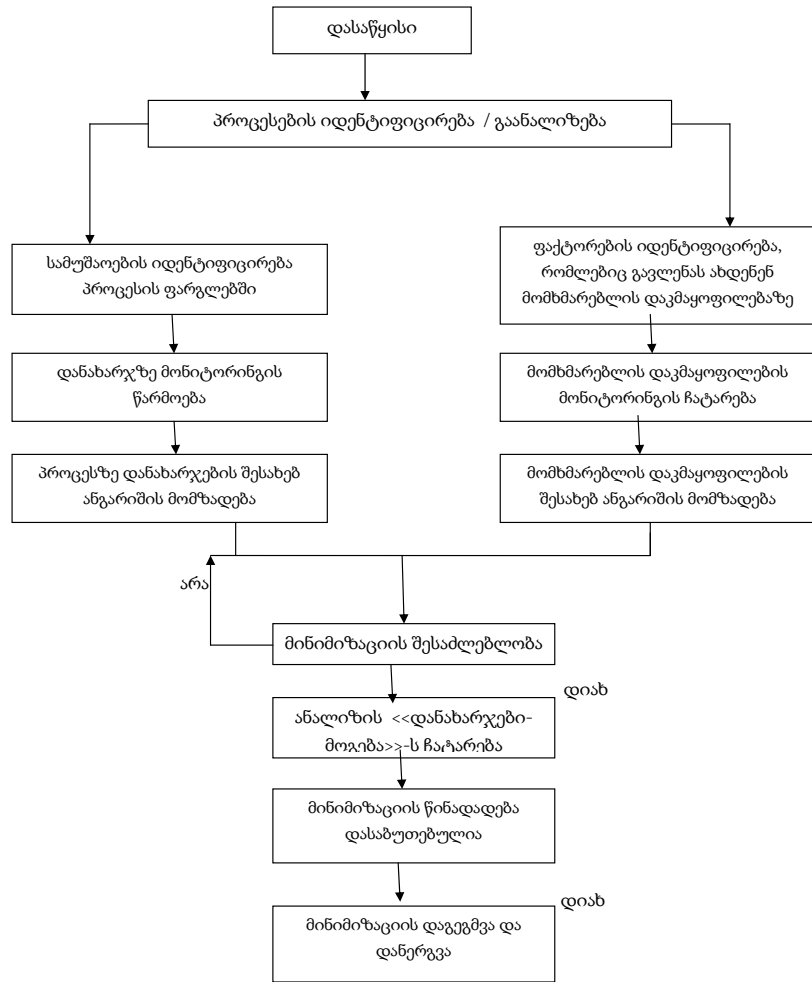 დასაწყისი
პროცესების იდენტიფიცირება / გაანალიზება
სამუშაოების იდენტიფიცირება
პროცესის ფარგლებში
ფაქტორების იდენტიფიცირება,
რომლებიც გავლენას ახდენენ
მომხმარებლის დაკმაყოფილებაზე
დანახარჯზე მონიტორინგის
წარმოება
მომხმარებლის დაკმაყოფილების
მონიტორინგის ჩატარება
პროცესზე დანახარჯების შესახებ
ანგარიშის მომზადება
მომხმარებლის დაკმაყოფილების
შესახებ ანგარიშის მომზადება
არა
მინიმიზაციის შესაძლებლობა
დიახ
ანალიზის <<დანახარჯები-
მოგება>>-ს ჩატარება
მინიმიზაციის წინადადება
დასაბუთებულია
დიახ
მინიმიზაციის დაგეგმვა და
დანერგვა